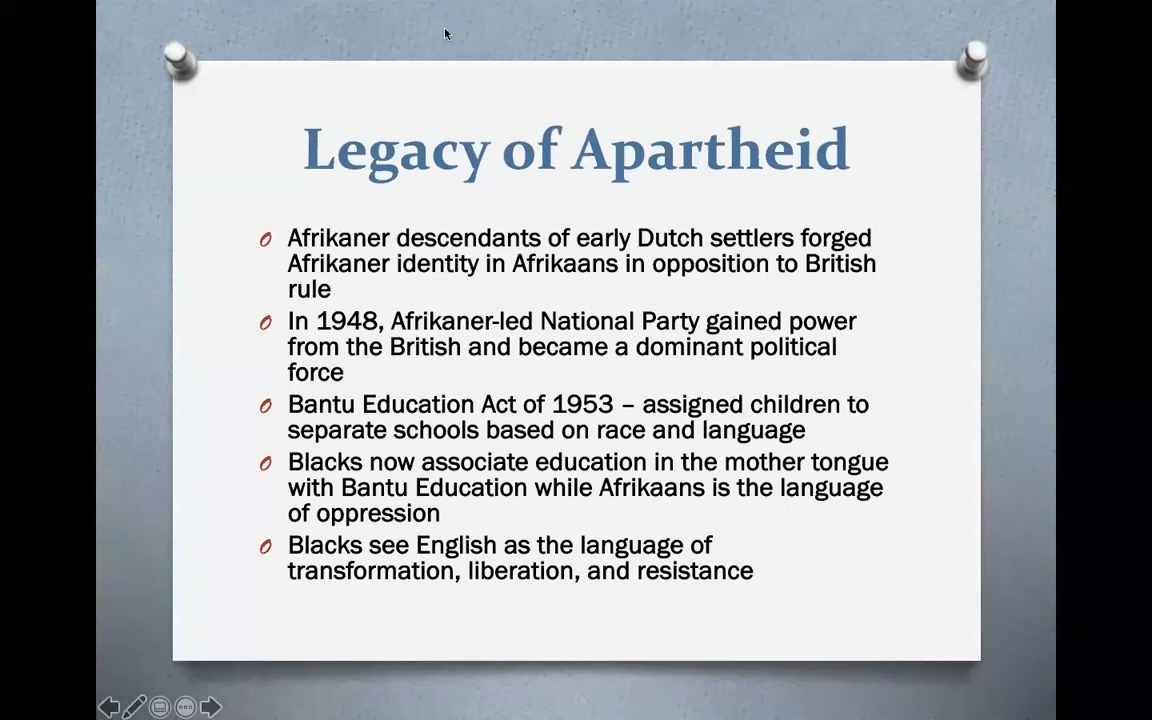 Legacy of Apartheid
Afrikaner descendants of early Dutch settlers forged
Afrikaner identity in Afrikaans in opposition to British
rule
In 1948, Afrikaner-led National Party gained power
from the British and became a dominant political
force
Bantu Education Act of 1953 – assigned children to
separate schools based on race and language
Blacks now associate education in the mother tongue
with Bantu Education while Afrikaans is the language
of oppression
Blacks see English as the language of
transformation, liberation, and resistance